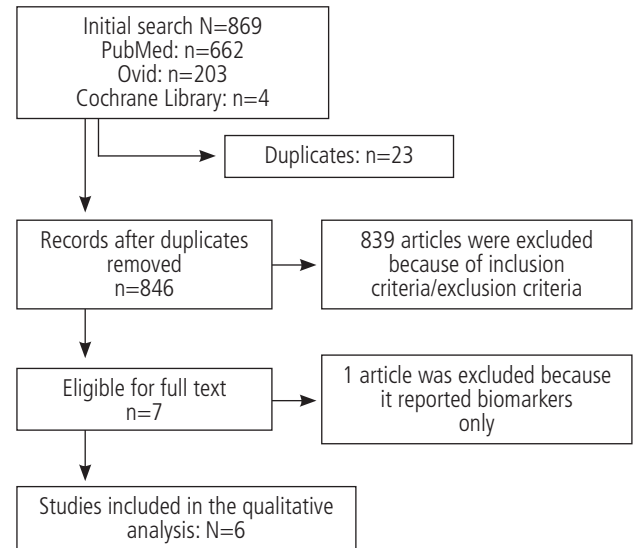 Initial search N=869
PubMed: n=662
Ovid: n=203
Cochrane Library: n=4
Duplicates: n=23
Records after duplicates
removed
n=846
839 articles were excluded
because of inclusion
criteria/exclusion criteria
Eligible for full text
n=7
1 article was excluded because
it reported biomarkers
only
Studies included in the qualitative
analysis: N=6